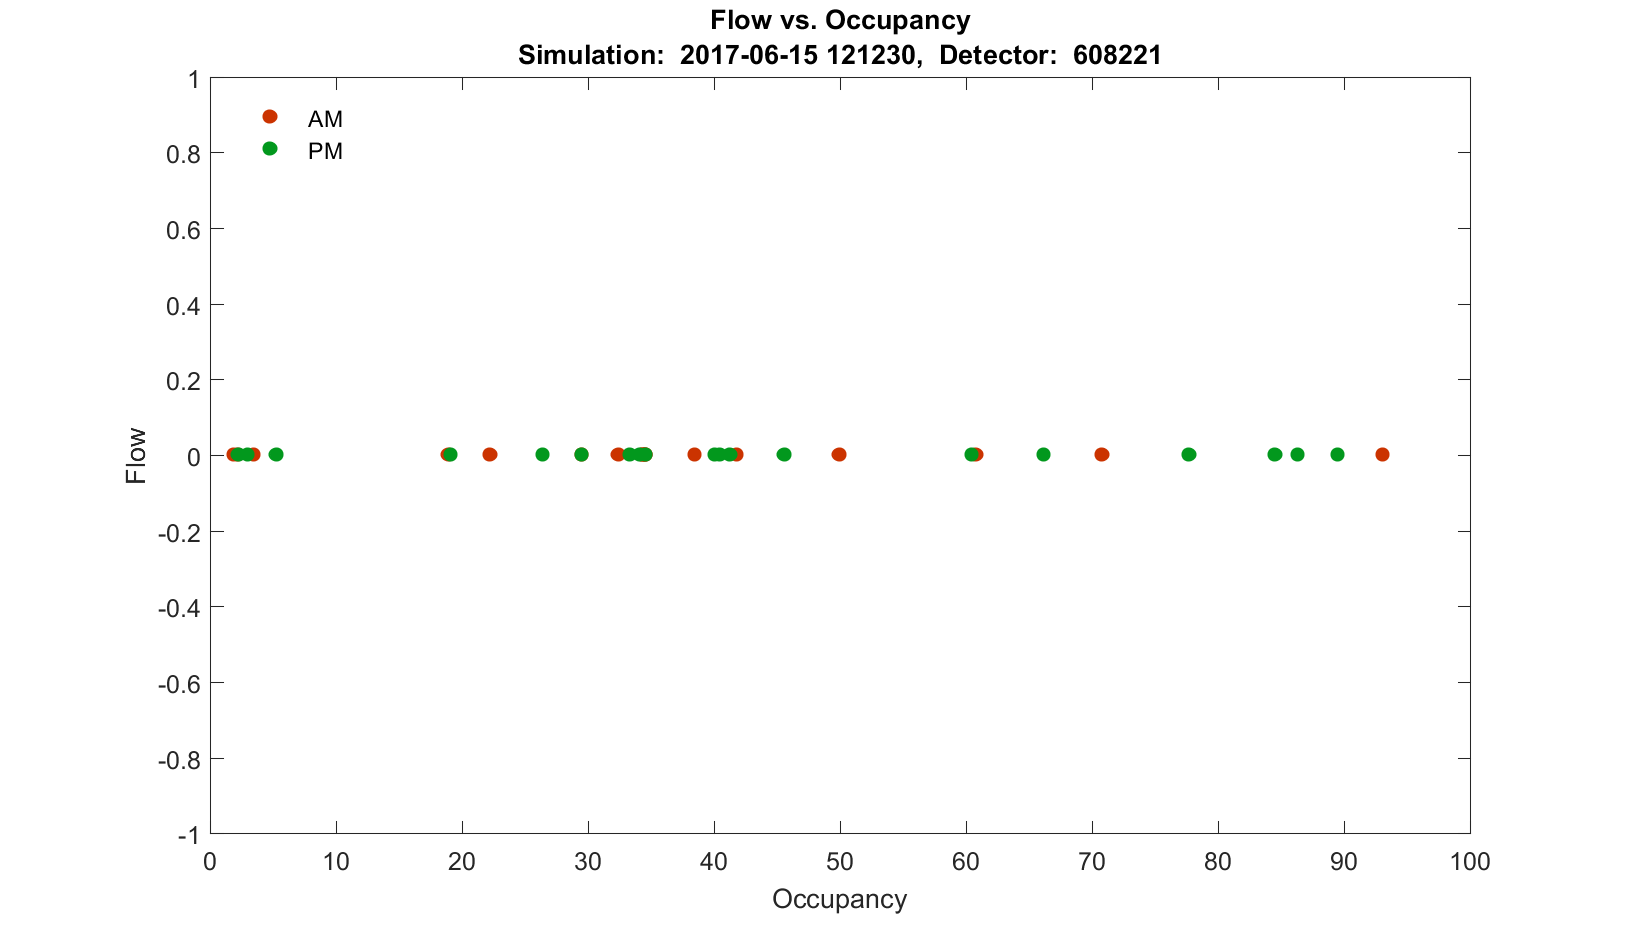 Flow vs. Occupancy
Simulation:  2017-06-15 121230,  Detector:  608221
AM
PM
1
0.8
0.6
0.4
0.2
0
-0.2
-0.4
-0.6
-0.8
-1
Flow
0 10 20 30 40 50 60 70 80 90 100
Occupancy